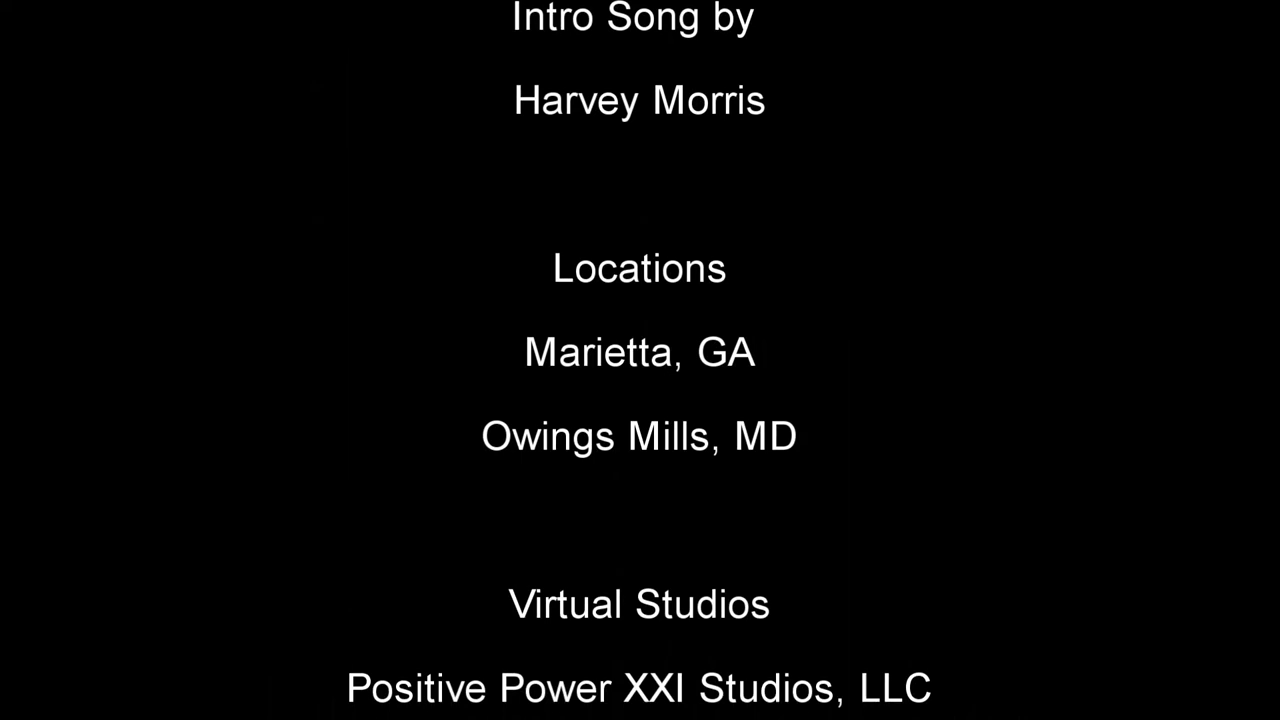 Intro Song by
Harvey Morris
Locations
Marietta, GA
Owings Mills, MD
Virtual Studios
Positive Power XXI Studios, LLC